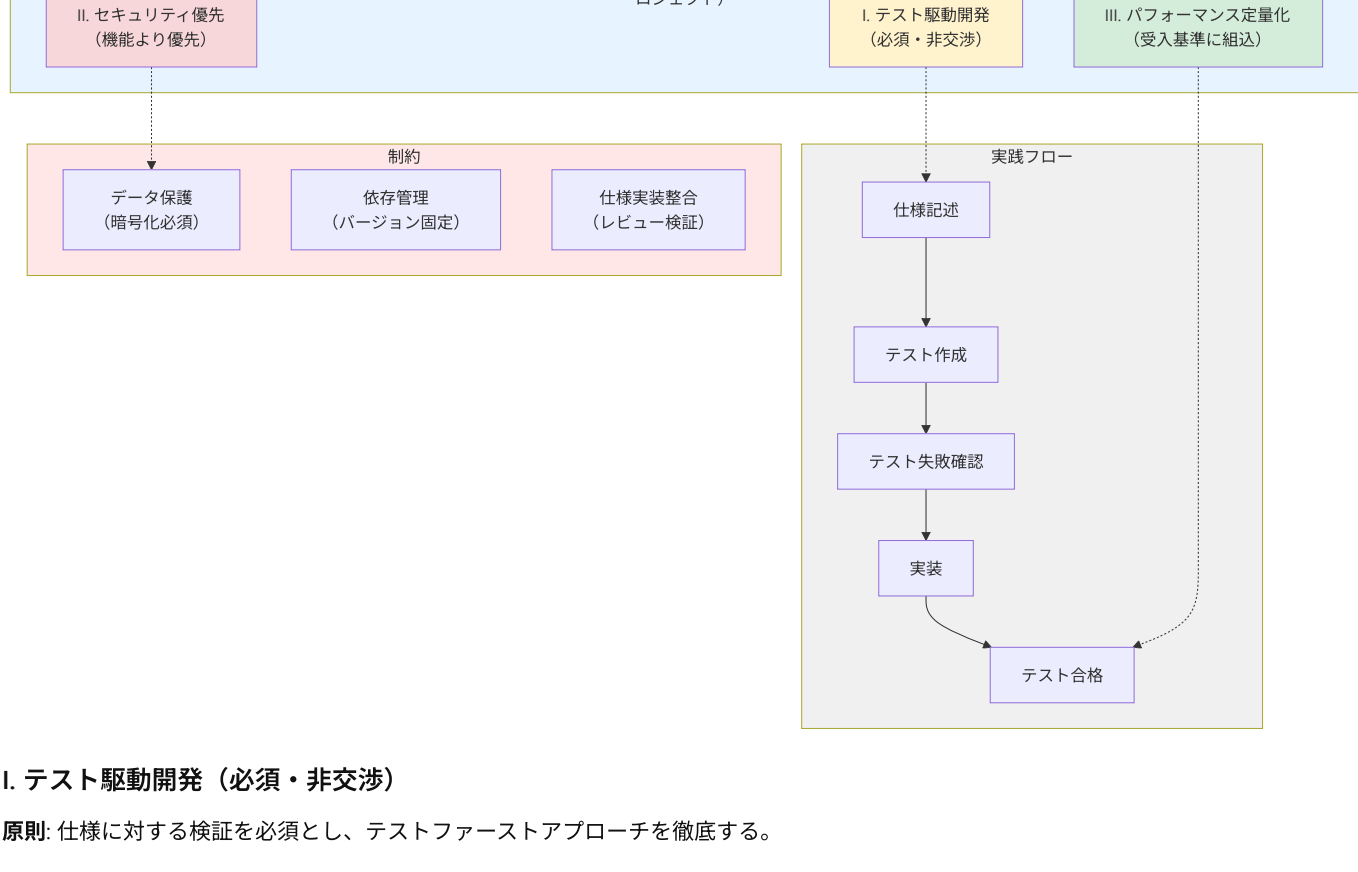 ロジェクト）
II. セキュリティ優先
（機能より優先）
I. テスト駆動開発
（必須・非交渉）
III. パフォーマンス定量化
（受入基準に組込）
制約
データ保護
（暗号化必須）
依存管理
（バージョン固定）
仕様実装整合
（レビュー検証）
実践フロー
仕様記述
テスト作成
テスト失敗確認
実装
テスト合格
I. テスト駆動開発（必須・非交渉）
原則: 仕様に対する検証を必須とし、テストファーストアプローチを徹底する。